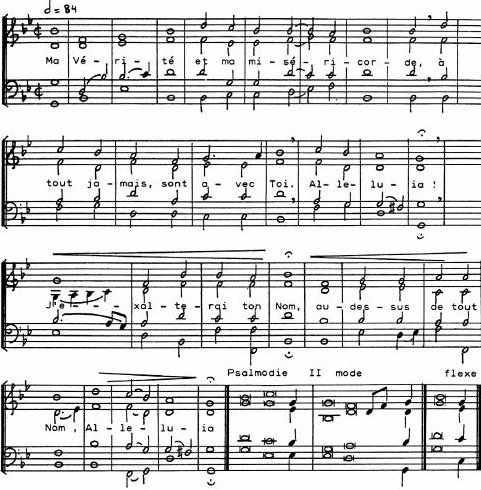 ♩ = 84
Ma Vé - ri - té et ma mi - sé - ri - cor - de, à
tout ja - mais, sont a - vec Toi. Al - le - lu - ia !
J'e - - - xal - te - rai ton Nom, au - des - sus de tout
Psalmodie II mode flexe
Nom, Al - le - lu - ia